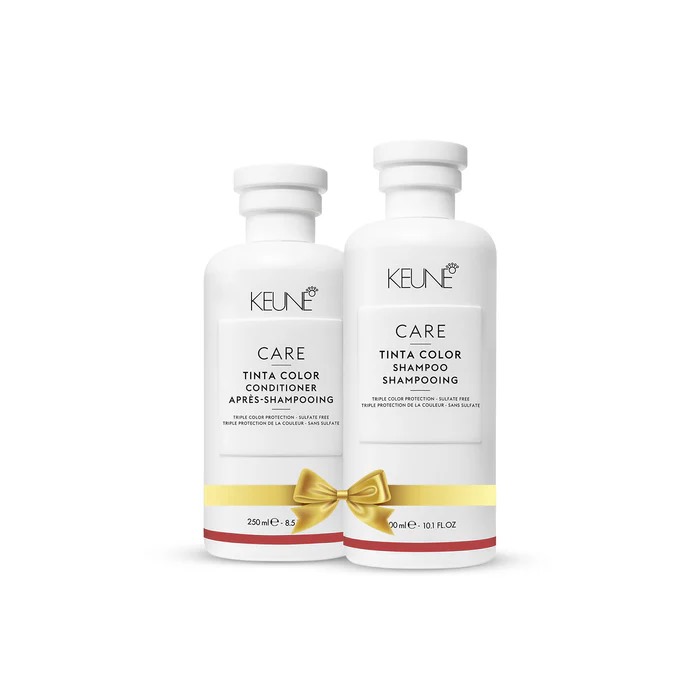 KEUNE
CARE
TINTA COLOR
CONDITIONER
APRÈS-SHAMPOOING
TRIPLE COLOR PROTECTION - SULFATE FREE
TRIPLE PROTECTION DE LA COULEUR - SANS SULFATE
250 ml ℮ - 8.5
KEUNE
CARE
TINTA COLOR
SHAMPOO
SHAMPOOING
TRIPLE COLOR PROTECTION - SULFATE FREE
TRIPLE PROTECTION DE LA COULEUR - SANS SULFATE
00 ml ℮ - 10.1 FL.OZ